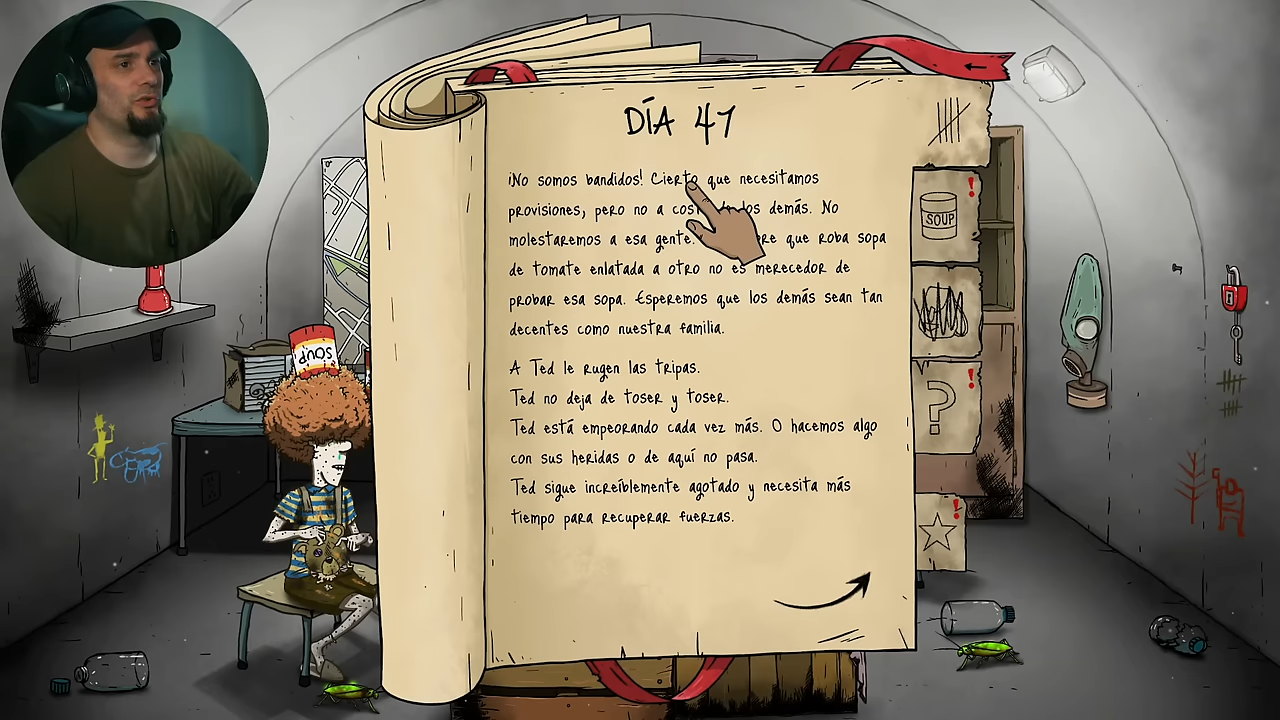 DÍA 47
¡No somos bandidos! Cierto que necesitamos
provisiones, pero no a los demás. No
molestaremos a esa gente. que roba sopa
de tomate enlatada a otro no es merecedor de
probar esa sopa. Esperemos que los demás sean tan
decentes como nuestra familia.
A Ted le rugen las tripas.
Ted no deja de toser y toser.
Ted está empeorando cada vez más. O hacemos algo
con sus heridas o de aquí no pasa.
Ted sigue increíblemente agotado y necesita más
tiempo para recuperar fuerzas.
SOUP
!
SOUP
?
!
!